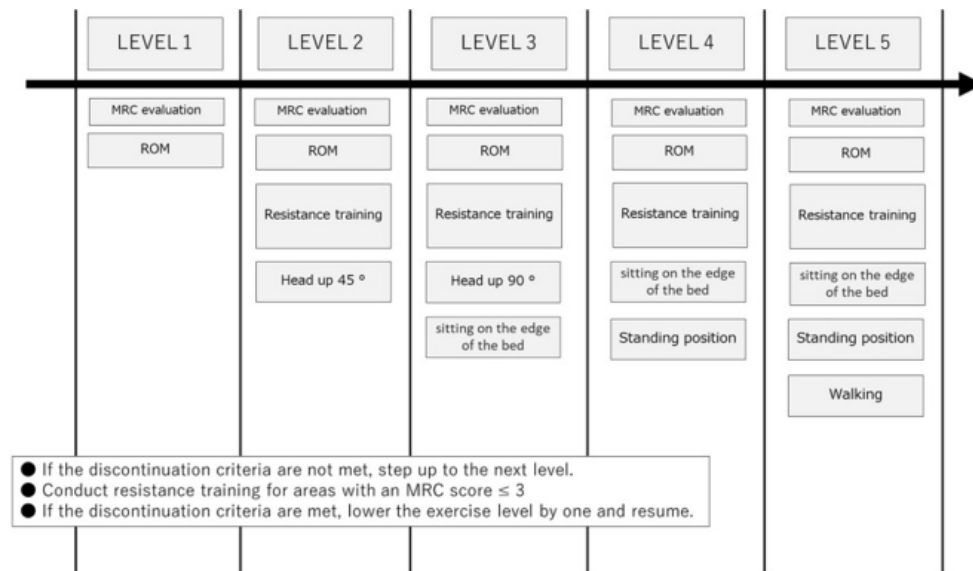 LEVEL 1
LEVEL 2
LEVEL 3
LEVEL 4
LEVEL 5
MRC evaluation
ROM
MRC evaluation
ROM
Resistance training
Head up 45 °
MRC evaluation
ROM
Resistance training
Head up 90 °
sitting on the edge
of the bed
MRC evaluation
ROM
Resistance training
sitting on the edge
of the bed
Standing position
MRC evaluation
ROM
Resistance training
sitting on the edge
of the bed
Standing position
Walking
● If the discontinuation criteria are not met, step up to the next level.
● Conduct resistance training for areas with an MRC score ≤ 3
● If the discontinuation criteria are met, lower the exercise level by one and resume.